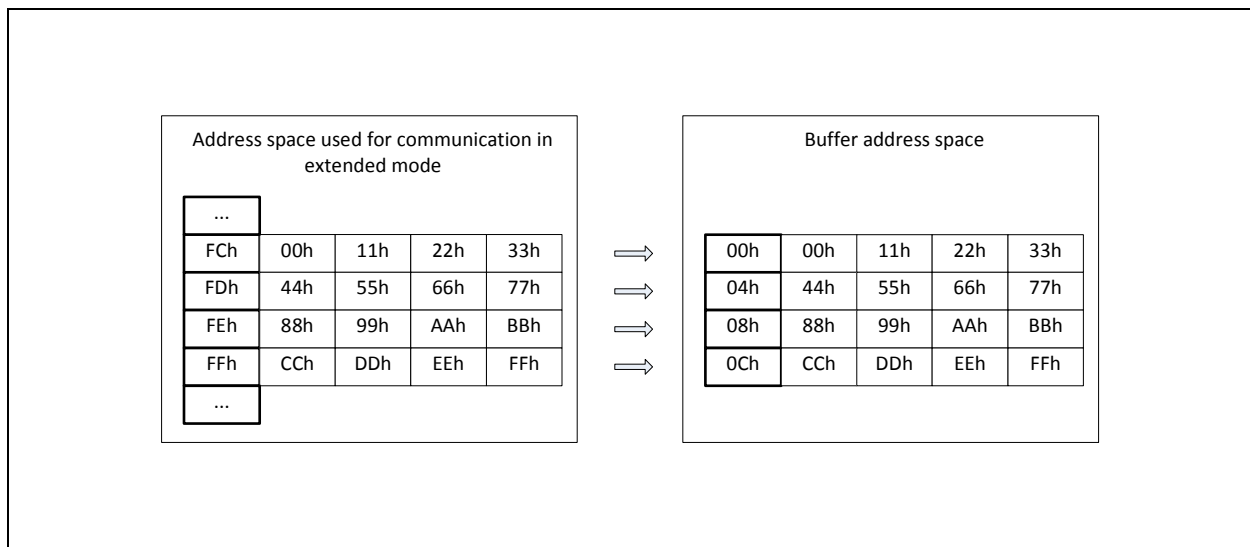 Address space used for communication in
extended mode
...
FCh 00h 11h 22h 33h
FDh 44h 55h 66h 77h
FEh 88h 99h AAh BBh
FFh CCh DDh EEh FFh
...
Buffer address space
00h 00h 11h 22h 33h
04h 44h 55h 66h 77h
08h 88h 99h AAh BBh
0Ch CCh DDh EEh FFh